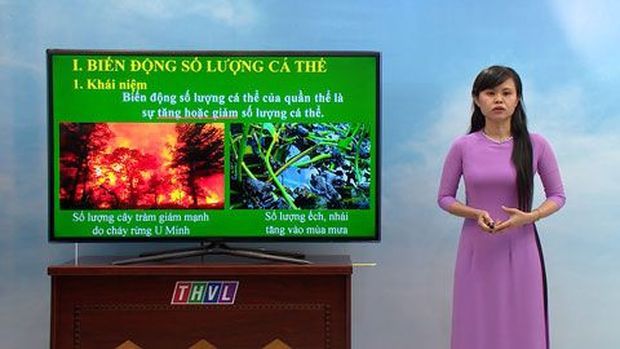 I. BIẾN ĐỘNG SỐ LƯỢNG CÁ THỂ
1. Khái niệm
Biến động số lượng cá thể của quần thể là
sự tăng hoặc giảm số lượng cá thể.
Số lượng cây tràm giảm mạnh
do cháy rừng U Minh
Số lượng ếch, nhái
tăng vào mùa mưa
THVL